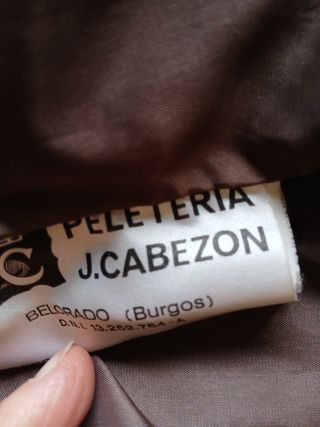 PELETERIA
J.CABEZON
BELORADO (Burgos)
D.N.I. 13.252.764-A
C